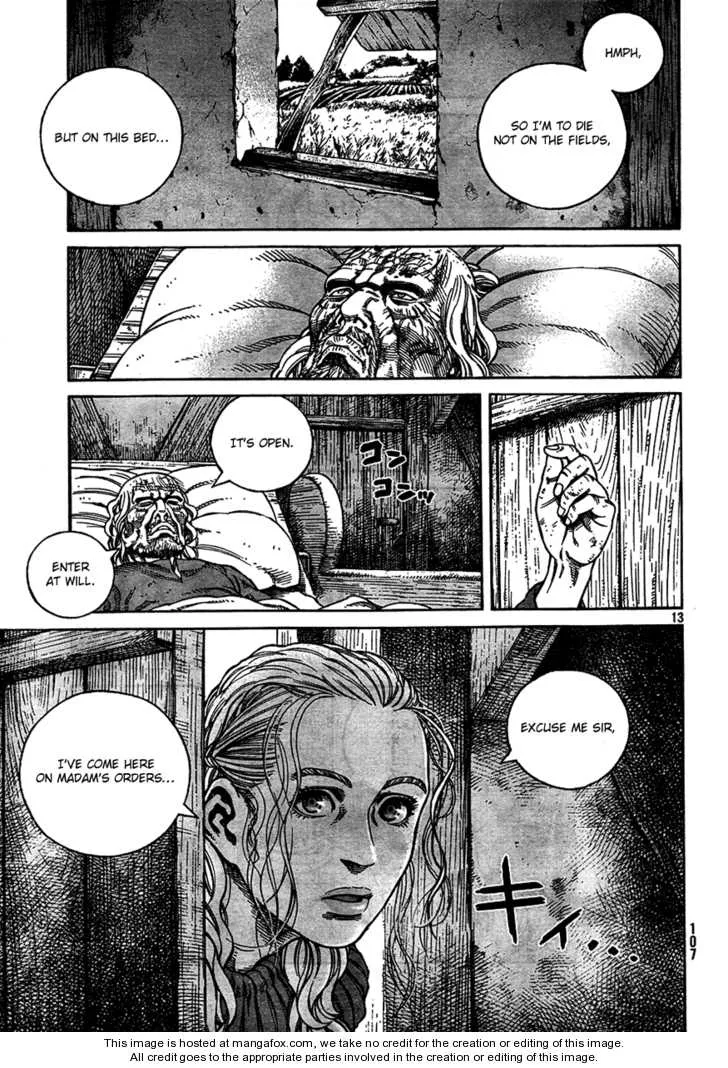 HMPH,
SO I'M TO DIE
NOT ON THE FIELDS,
BUT ON THIS BED...
コン
コンッ
IT'S OPEN.
ENTER
AT WILL.
13
EXCUSE ME SIR,
I'VE COME HERE
ON MADAM'S ORDERS...
キィ...
107
This image is hosted at mangafox.com, we take no credit for the creation or editing of this image.
All credit goes to the appropriate parties involved in the creation or editing of this image.